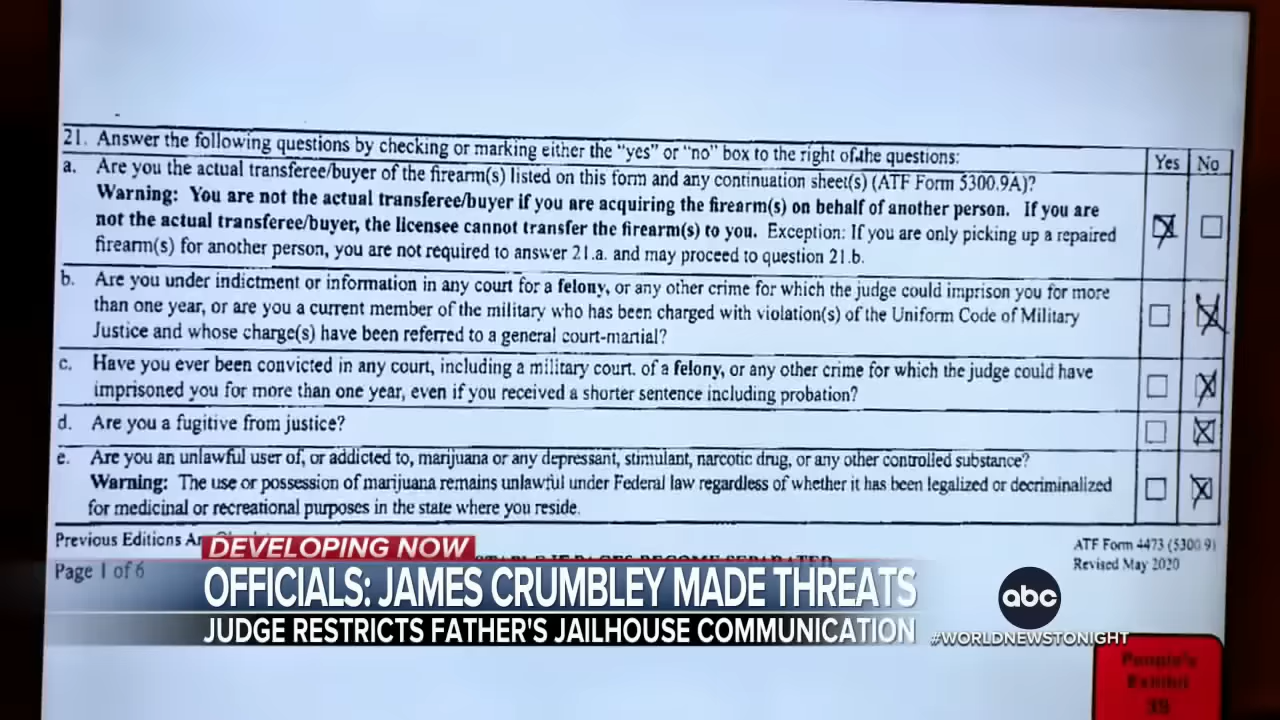 21. Answer the following questions by checking or marking either the "yes" or "no" box to the right of the questions: Yes No
a. Are you the actual transferee/buyer of the firearm(s) listed on this form and any continuation sheet(s) (ATF Form 5300.9A)?
Warning: You are not the actual transferee/buyer if you are acquiring the firearm(s) on behalf of another person. If you are
not the actual transferee/buyer, the licensee cannot transfer the firearm(s) to you. Exception: If you are only picking up a repaired
firearm(s) for another person, you are not required to answer 21.a. and may proceed to question 21.b.
b. Are you under indictment or information in any court for a felony, or any other crime for which the judge could imprison you for more
than one year, or are you a current member of the military who has been charged with violation(s) of the Uniform Code of Military
Justice and whose charge(s) have been referred to a general court-martial?
c. Have you ever been convicted in any court, including a military court. of a felony, or any other crime for which the judge could have
imprisoned you for more than one year, even if you received a shorter sentence including probation?
d. Are you a fugitive from justice?
e. Are you an unlawful user of, or addicted to, marijuana or any depressant, stimulant, narcotic drug, or any other controlled substance?
Warning: The use or possession of marijuana remains unlawful under Federal law regardless of whether it has been legalized or decriminalized
for medicinal or recreational purposes in the state where you reside.
Previous Editions
ATF Form 4473 (5300.9)
Page 1 of 6
Revised May 2020
DEVELOPING NOW
OFFICIALS: JAMES CRUMBLEY MADE THREATS
JUDGE RESTRICTS FATHER'S JAILHOUSE COMMUNICATION
abc
#WORLDNEWSTONIGHT
People's
Exhibit